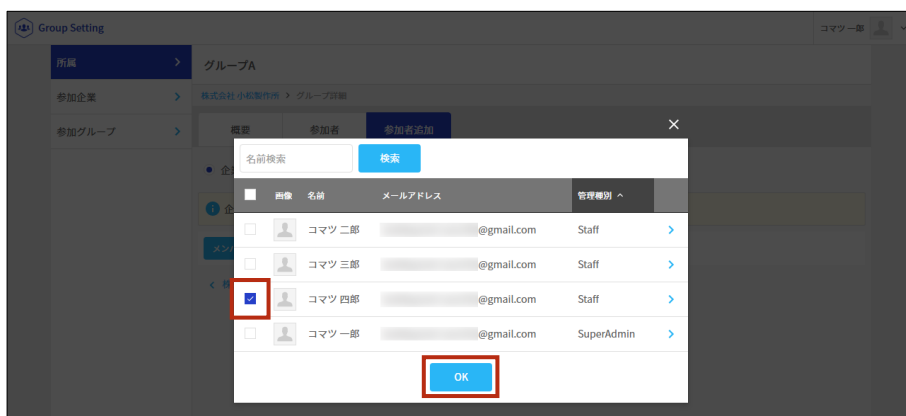 Group Setting
コマツ 一郎
所属
参加企業
参加グループ
グループA
株式会社 小松製作所 > グループ詳細
概要
参加者
参加者追加
名前検索
検索
画像 名前 メールアドレス 管理種別
コマツ 二郎 @gmail.com Staff
コマツ 三郎 @gmail.com Staff
コマツ 四郎 @gmail.com Staff
コマツ 一郎 @gmail.com SuperAdmin
OK